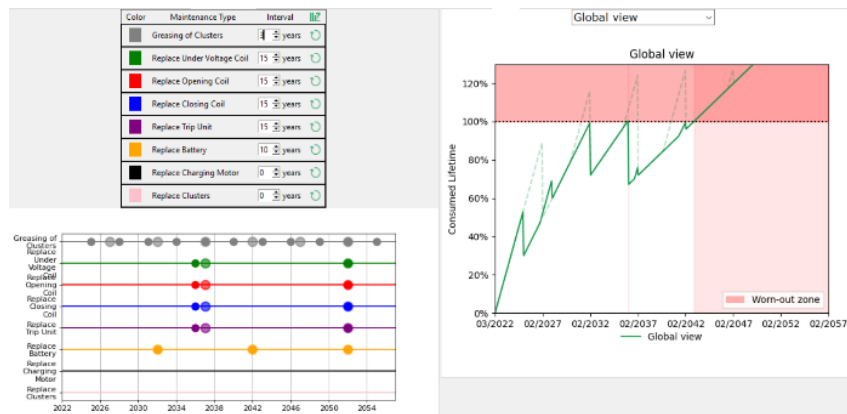 Color Maintenance Type Interval
Greasing of Clusters years
Replace Under Voltage Coil 15 years
Replace Opening Coil 15 years
Replace Closing Coil 15 years
Replace Trip Unit 15 years
Replace Battery 10 years
Replace Charging Motor 0 years
Replace Clusters 0 years
Greasing of
Clusters
Replace
Under
Voltage
Coil
Replace
Opening
Coil
Replace
Closing
Coil
Replace
Trip Unit
Replace
Battery
Replace
Charging
Motor
Replace
Clusters
2022 2026 2030 2034 2038 2042 2046 2050 2054
Global view
Global view
120%
100%
80%
60%
40%
20%
0%
Consumed Lifetime
Worn-out zone
03/2022 02/2027 02/2032 02/2037 02/2042 02/2047 02/2052 02/2057
Global view